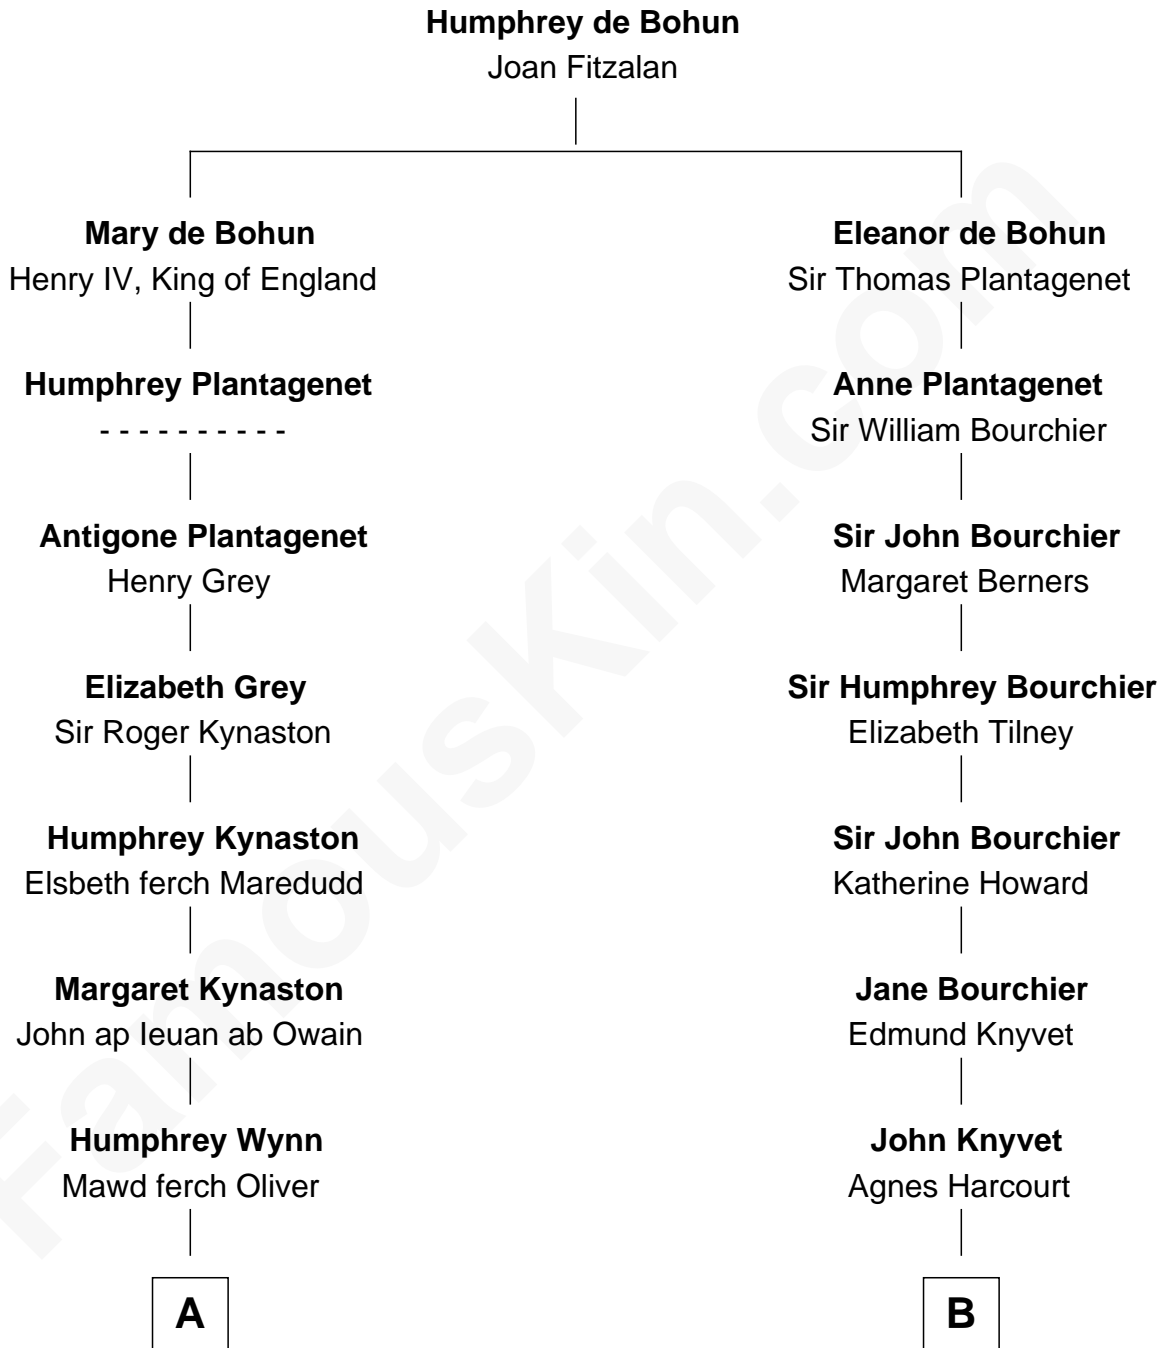 Humphrey de Bohun
Joan Fitzalan
Mary de Bohun
Henry IV, King of England
Eleanor de Bohun
Sir Thomas Plantagenet
Humphrey Plantagenet
- - - - - - - - - -
Anne Plantagenet
Sir William Bourchier
Antigone Plantagenet
Henry Grey
Sir John Bourchier
Margaret Berners
Elizabeth Grey
Sir Roger Kynaston
Sir Humphrey Bourchier
Elizabeth Tilney
Humphrey Kynaston
Elsbeth ferch Maredudd
Sir John Bourchier
Katherine Howard
Margaret Kynaston
John ap Ieuan ab Owain
Jane Bourchier
Edmund Knyvet
Humphrey Wynn
Mawd ferch Oliver
John Knyvet
Agnes Harcourt
A
B
FamousKin.com